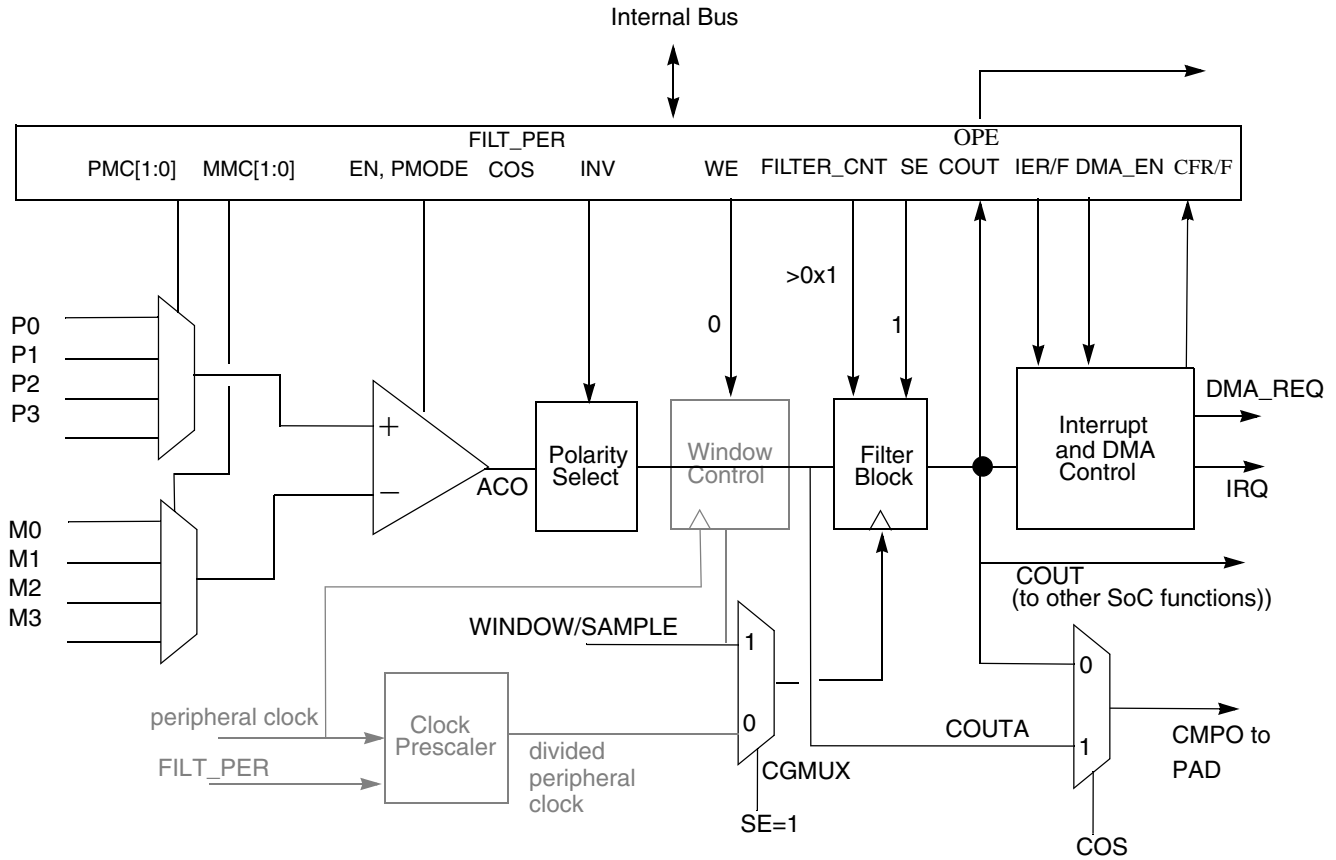 Internal Bus
FILT_PER
OPE
PMC[1:0] MMC[1:0] EN, PMODE COS INV WE FILTER_CNT SE COUT IER/F DMA_EN CFR/F
>0x1
0
1
P0
P1
P2
P3
+
−
ACO
Polarity
Select
Window
Control
Filter
Block
Interrupt
and DMA
Control
DMA_REQ
IRQ
M0
M1
M2
M3
COUT
(to other SoC functions))
WINDOW/SAMPLE
1
0
peripheral clock
FILT_PER
Clock
Prescaler
divided
peripheral
clock
CGMUX
SE=1
COUTA
0
1
CMPO to
PAD
COS